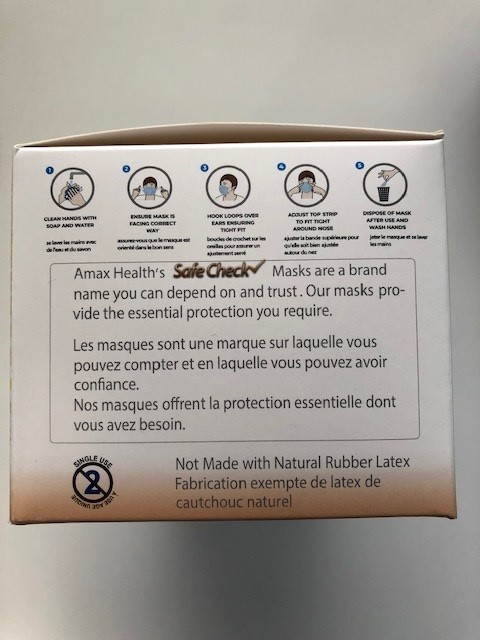 1
CLEAN HANDS WITH
SOAP AND WATER
se laver les mains avec
de l'eau et du savon
2
ENSURE MASK IS
FACING CORRECT
WAY
assurez-vous que le masque est
orienté dans le bon sens
3
HOOK LOOPS OVER
EARS ENSURING
TIGHT FIT
boucles de crochet sur les
oreilles pour assurer un
ajustement serré
4
ADJUST TOP STRIP
TO FIT TIGHT
AROUND NOSE
ajuster la bande supérieure pour
qu'elle soit bien ajustée
autour du nez
5
DISPOSE OF MASK
AFTER USE AND
WASH HANDS
jeter le masque et se laver
les mains
Amax Health's Safe Check Masks are a brand
name you can depend on and trust. Our masks pro-
vide the essential protection you require.
Les masques sont une marque sur laquelle vous
pouvez compter et en laquelle vous pouvez avoir
confiance.
Nos masques offrent la protection essentielle dont
vous avez besoin.
SINGLE USE
2
A USAGE UNIQUE
Not Made with Natural Rubber Latex
Fabrication exempte de latex de
cautchouc naturel